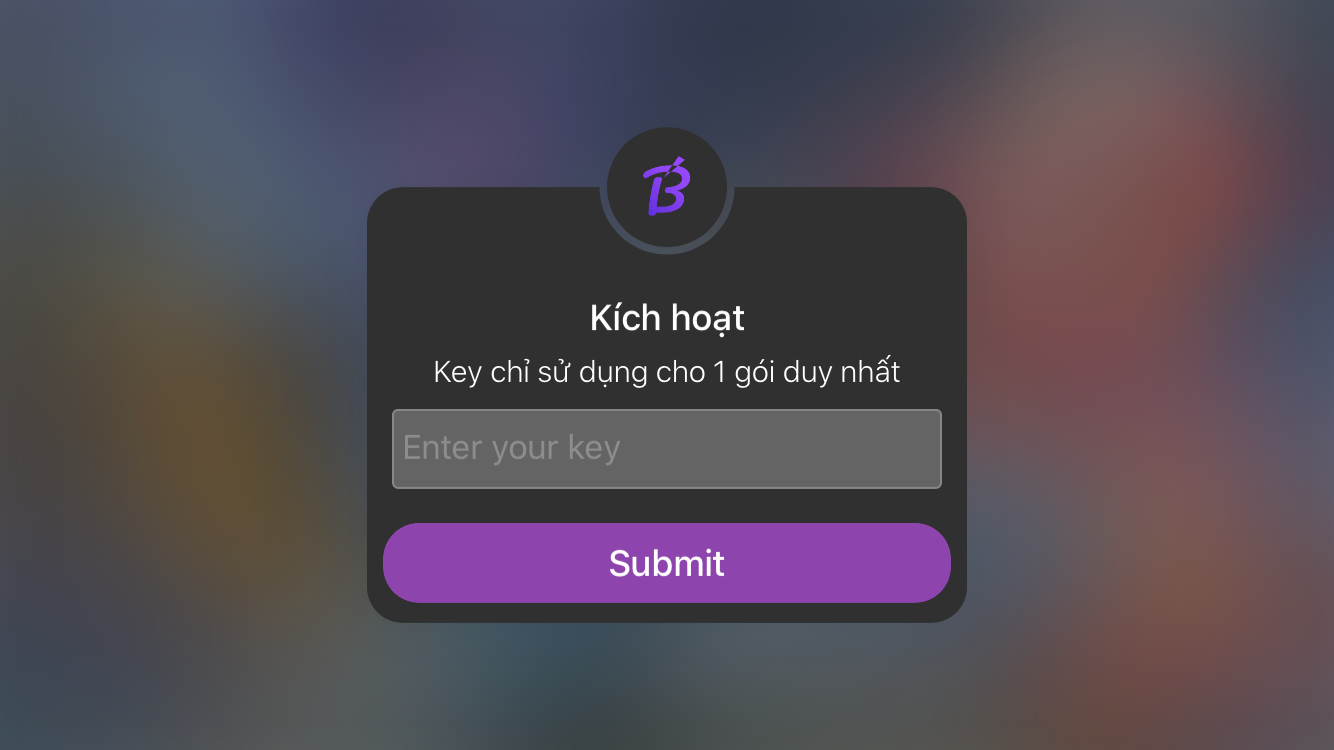 Kích hoạt
Key chỉ sử dụng cho 1 gói duy nhất
Enter your key
Submit